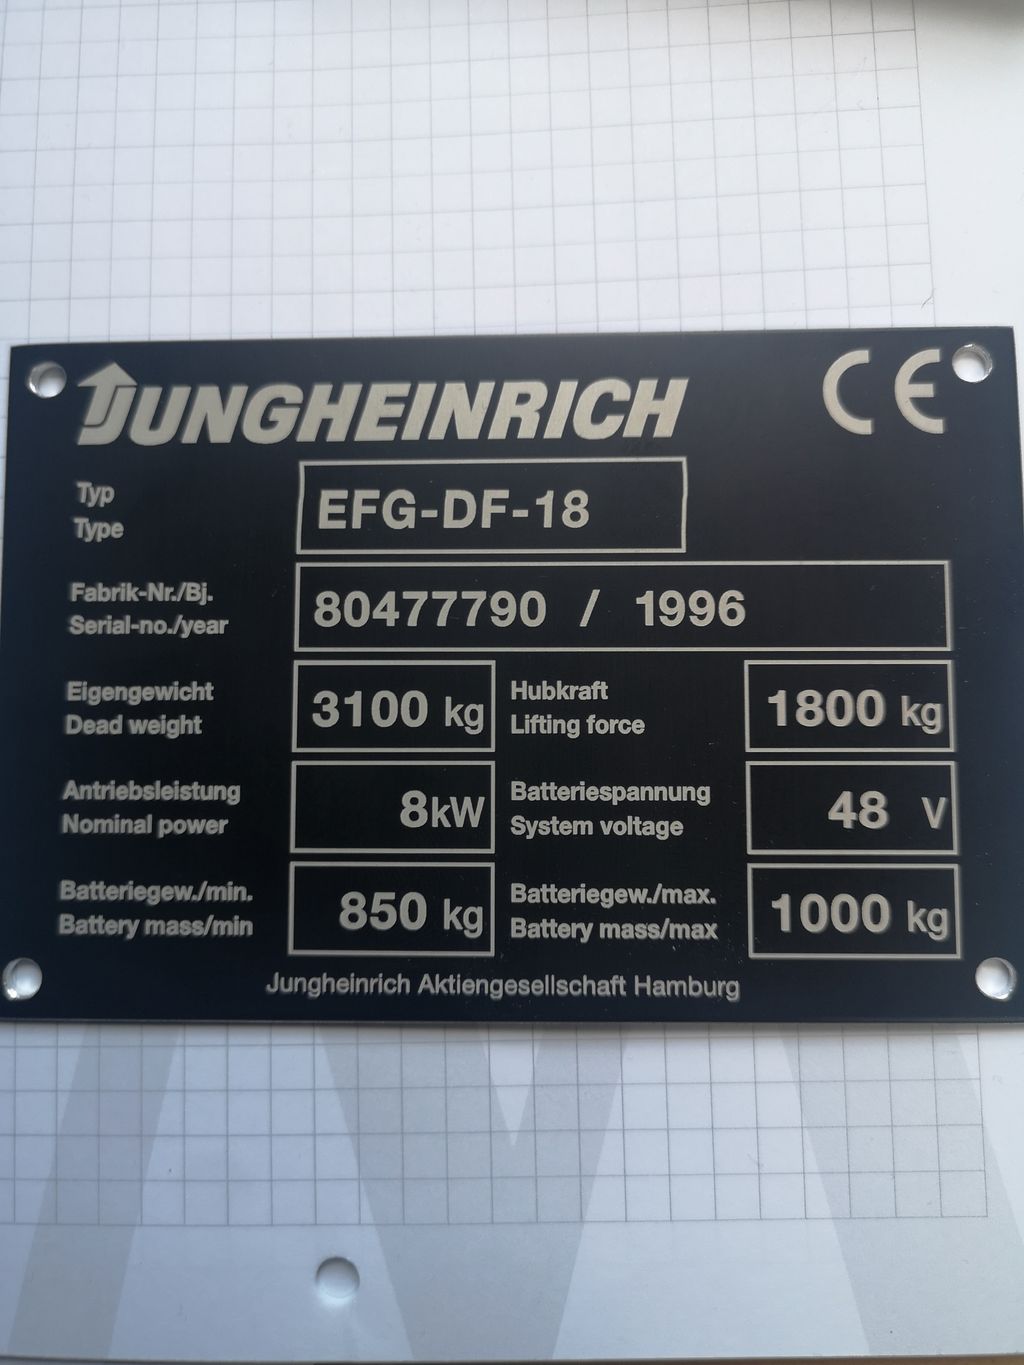 JUNGHEINRICH CE
Typ
Type
EFG-DF-18
Fabrik-Nr./Bj.
Serial-no./year
80477790 / 1996
Eigengewicht
Dead weight
3100 kg
Hubkraft
Lifting force
1800 kg
Antriebsleistung
Nominal power
8kW
Batteriespannung
System voltage
48 V
Batteriegew./min.
Battery mass/min
850 kg
Batteriegew./max.
Battery mass/max
1000 kg
Jungheinrich Aktiengesellschaft Hamburg